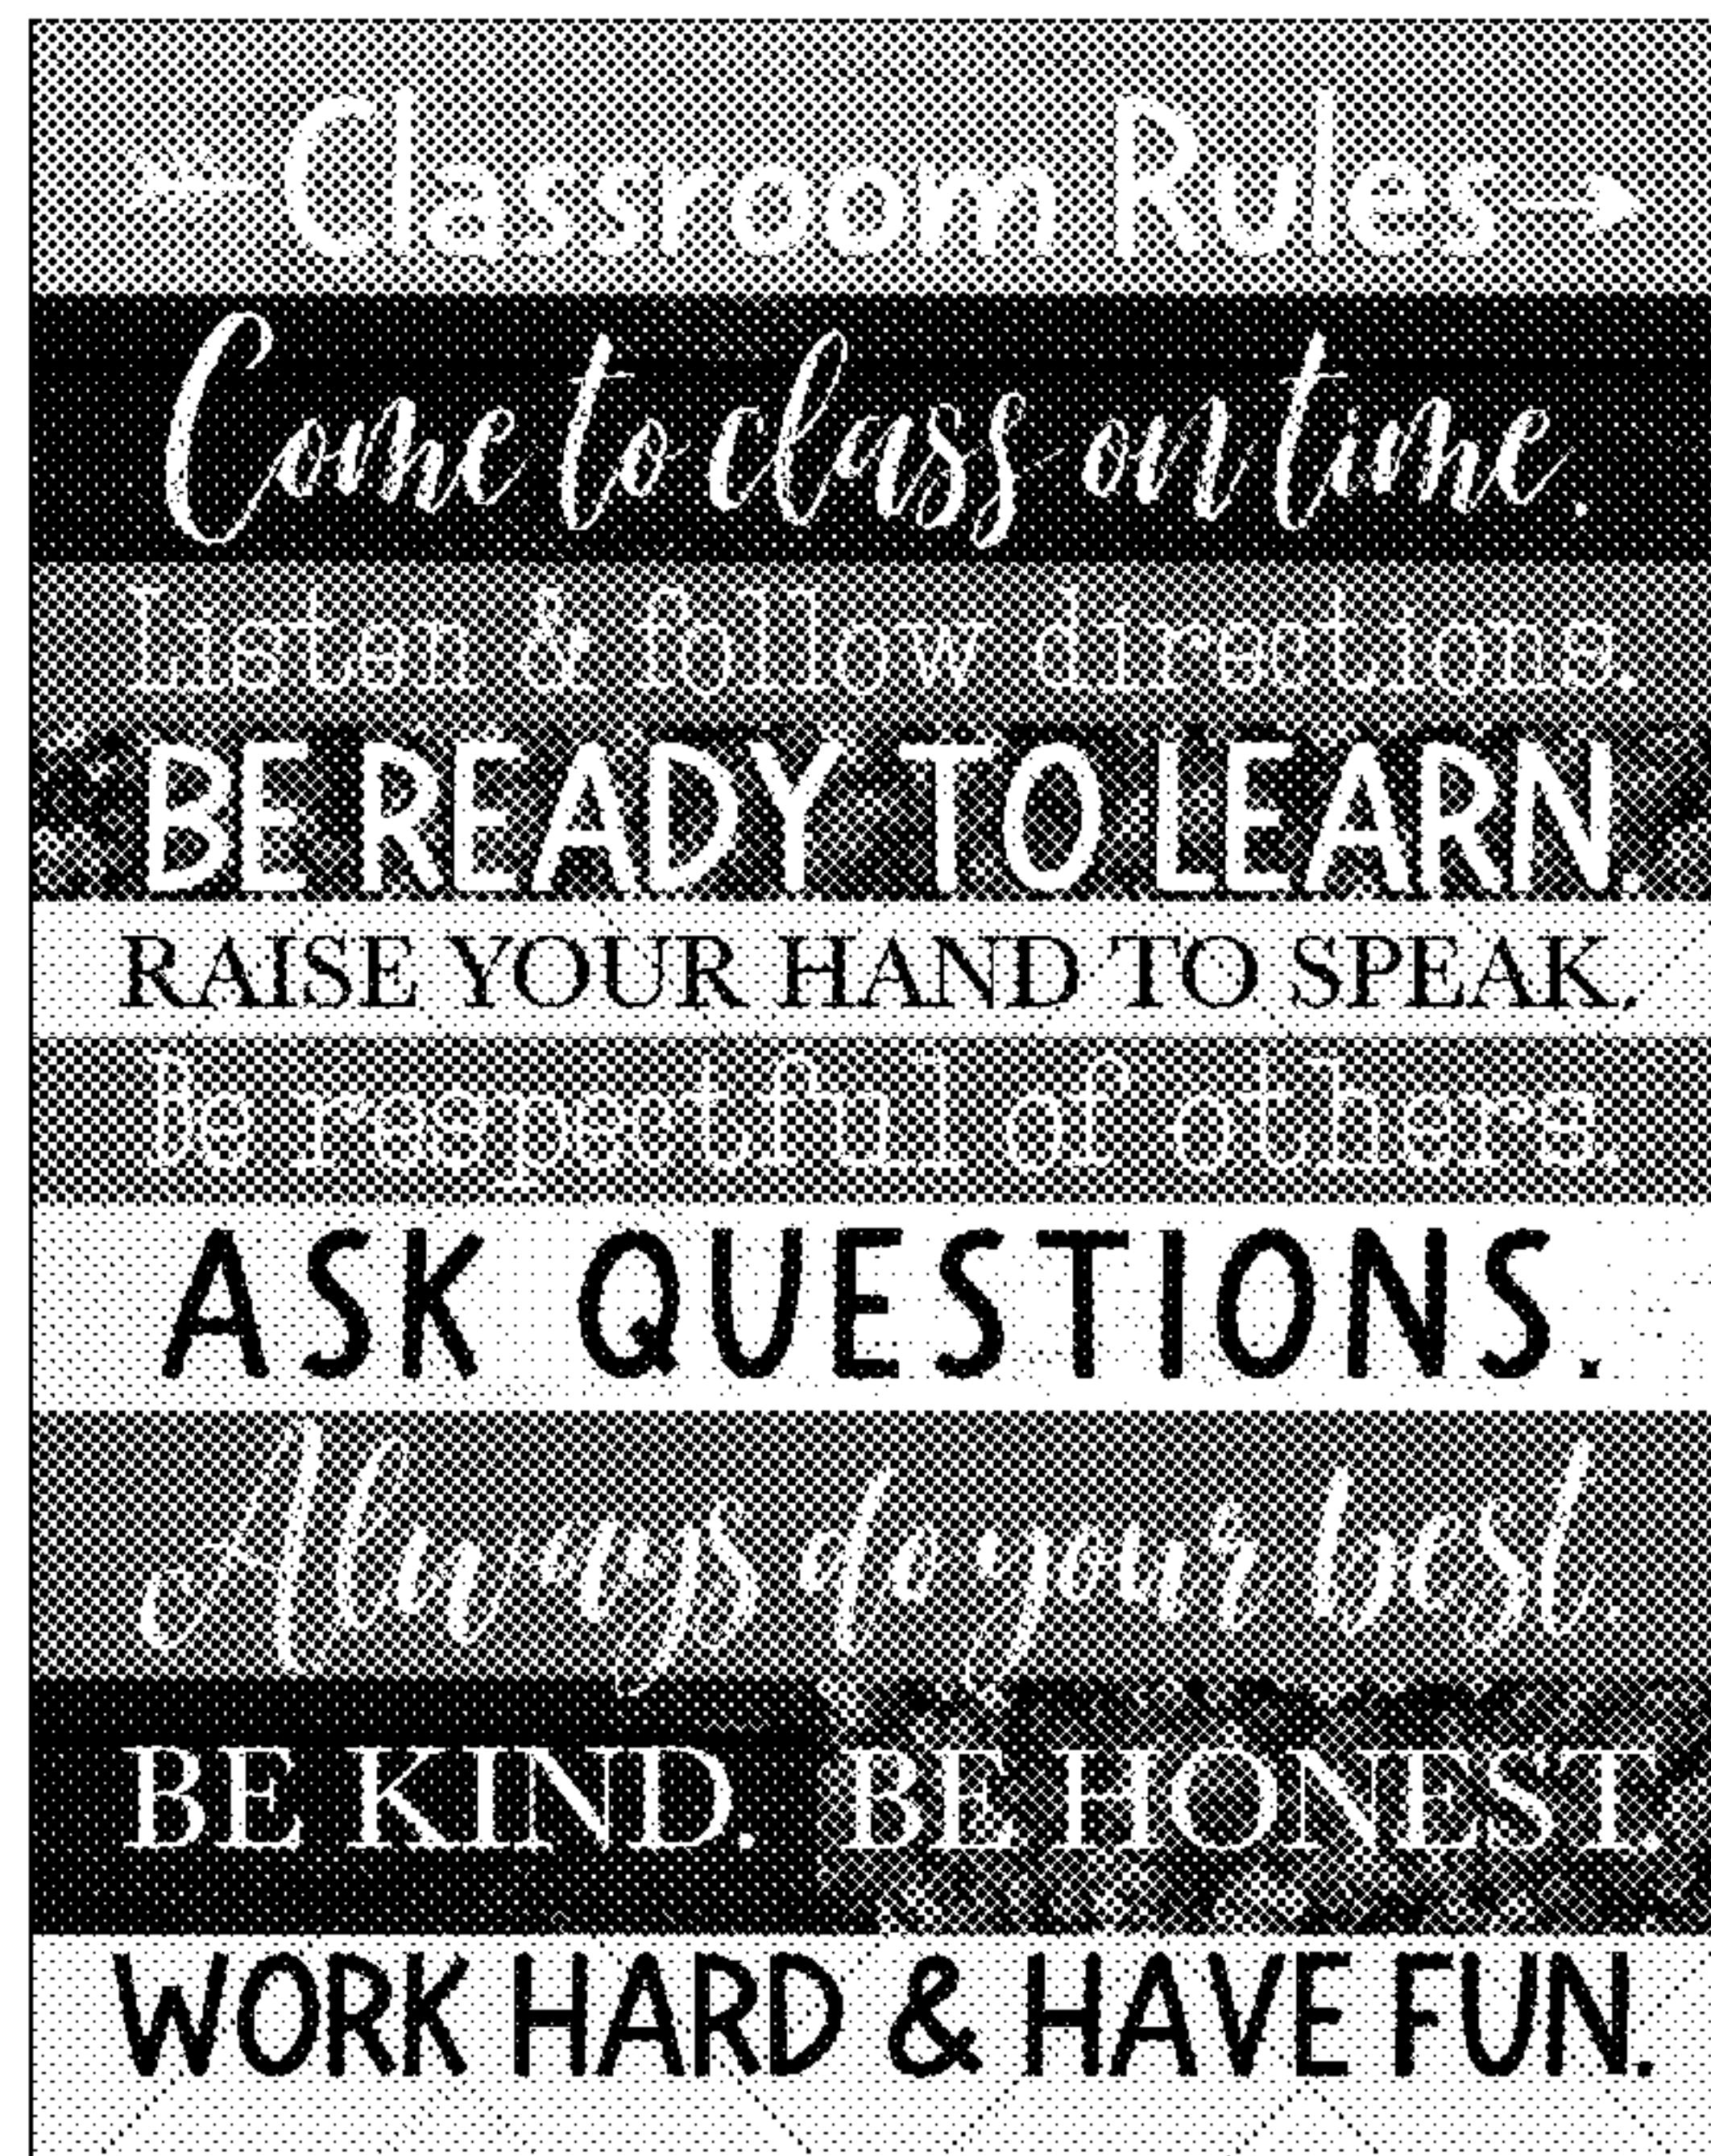 Classroom Rules
Come to class on time.
Listen & follow directions.
BE READY TO LEARN.
RAISE YOUR HAND TO SPEAK.
Be respectful of others.
ASK QUESTIONS.
Always do your best.
BE KIND. BE HONEST.
WORK HARD & HAVE FUN.